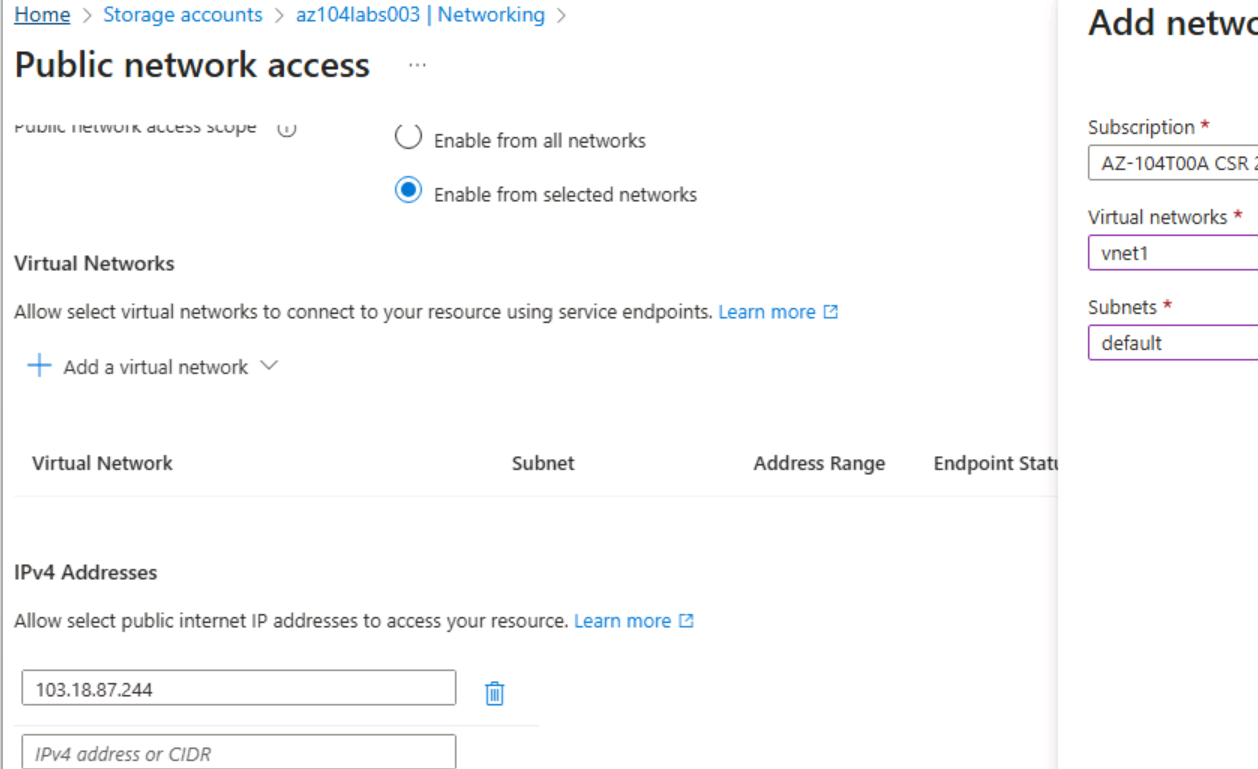 Home > Storage accounts > az104labs003 | Networking >
Public network access ...
Public network access scope
Enable from all networks
Enable from selected networks
Virtual Networks
Allow select virtual networks to connect to your resource using service endpoints. Learn more
+ Add a virtual network
Virtual Network Subnet Address Range Endpoint Statu
IPv4 Addresses
Allow select public internet IP addresses to access your resource. Learn more
103.18.87.244
IPv4 address or CIDR
Add netwo
Subscription *
AZ-104T00A CSR 2
Virtual networks *
vnet1
Subnets *
default